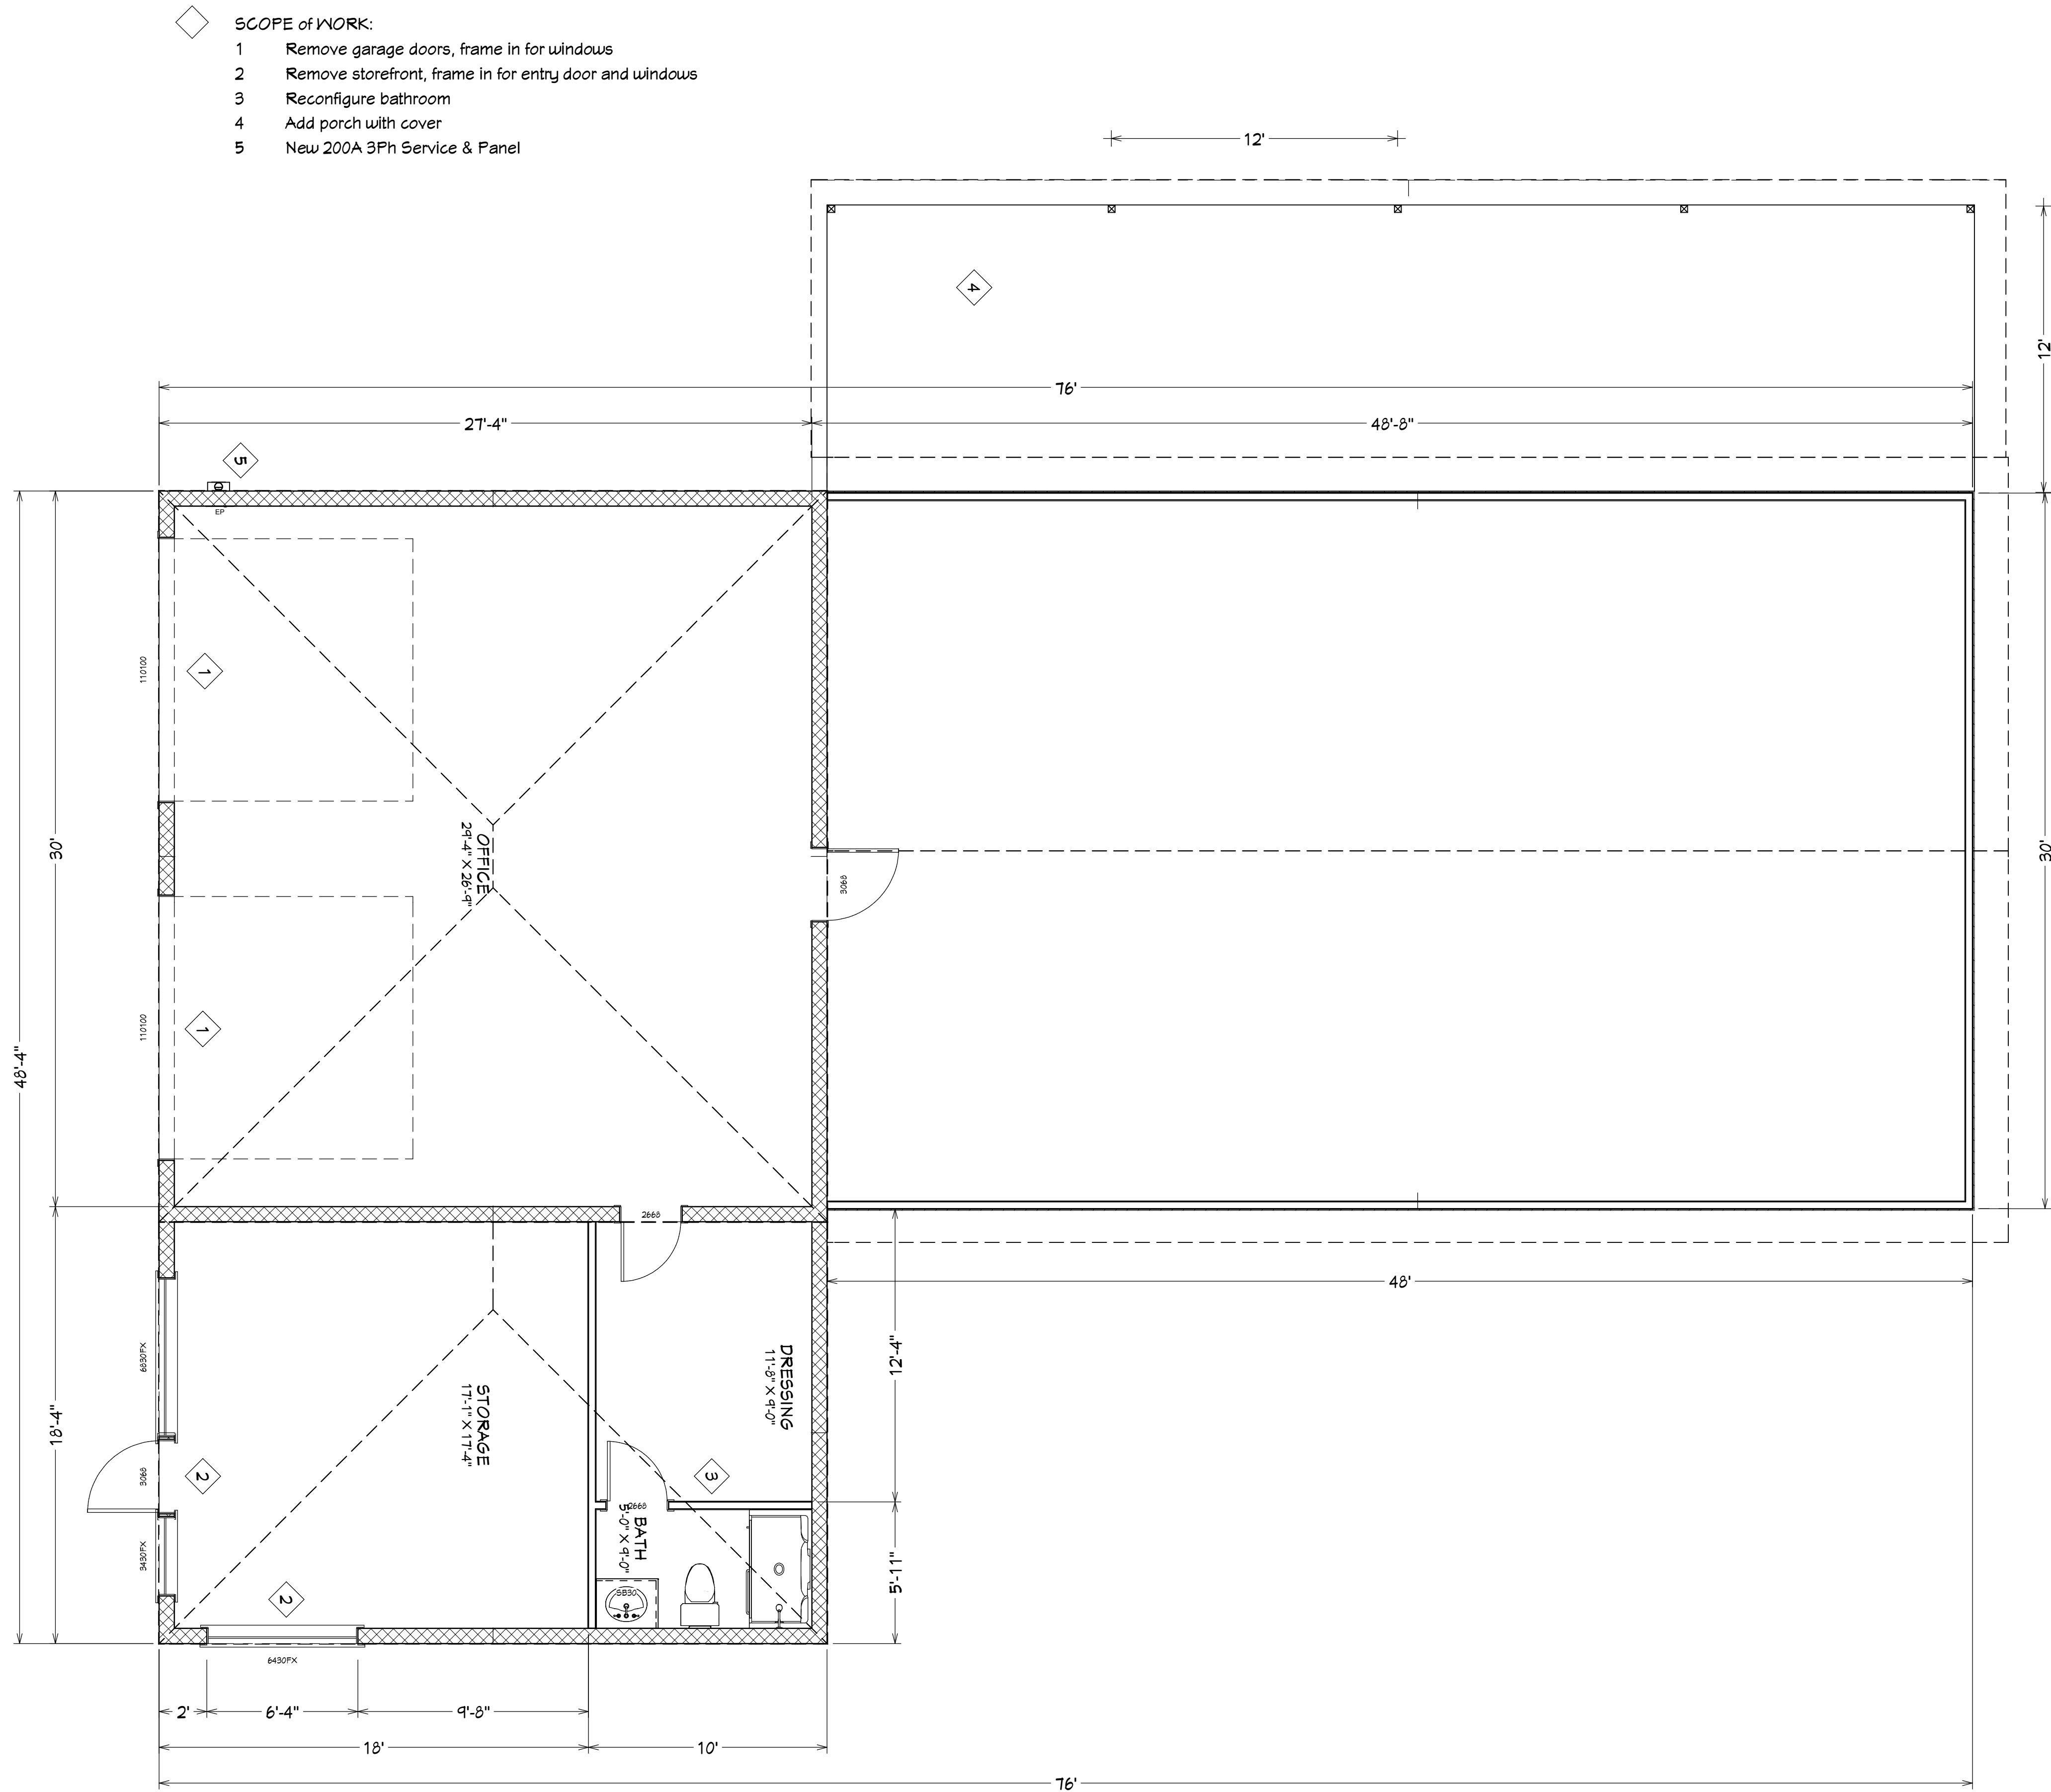 SCOPE of WORK:
1 Remove garage doors, frame in for windows
2 Remove storefront, frame in for entry door and windows
3 Reconfigure bathroom
4 Add porch with cover
5 New 200A 3Ph Service & Panel
12'
4
12'
76'
27'-4"
48'-8"
5
EP
110100
1
30'
OFFICE
29'-4" X 26'-9"
3068
30'
110100
1
48'-4"
2668
48'
12'-4"
DRESSING
11'-8" X 9'-0"
6830FX
18'-4"
STORAGE
17'-1" X 17'-4"
3068
2
3
2668
BATH
5'-0" X 9'-0"
3430FX
5'-11"
SB30
2
6430FX
2'
6'-4"
9'-8"
18'
10'
76'